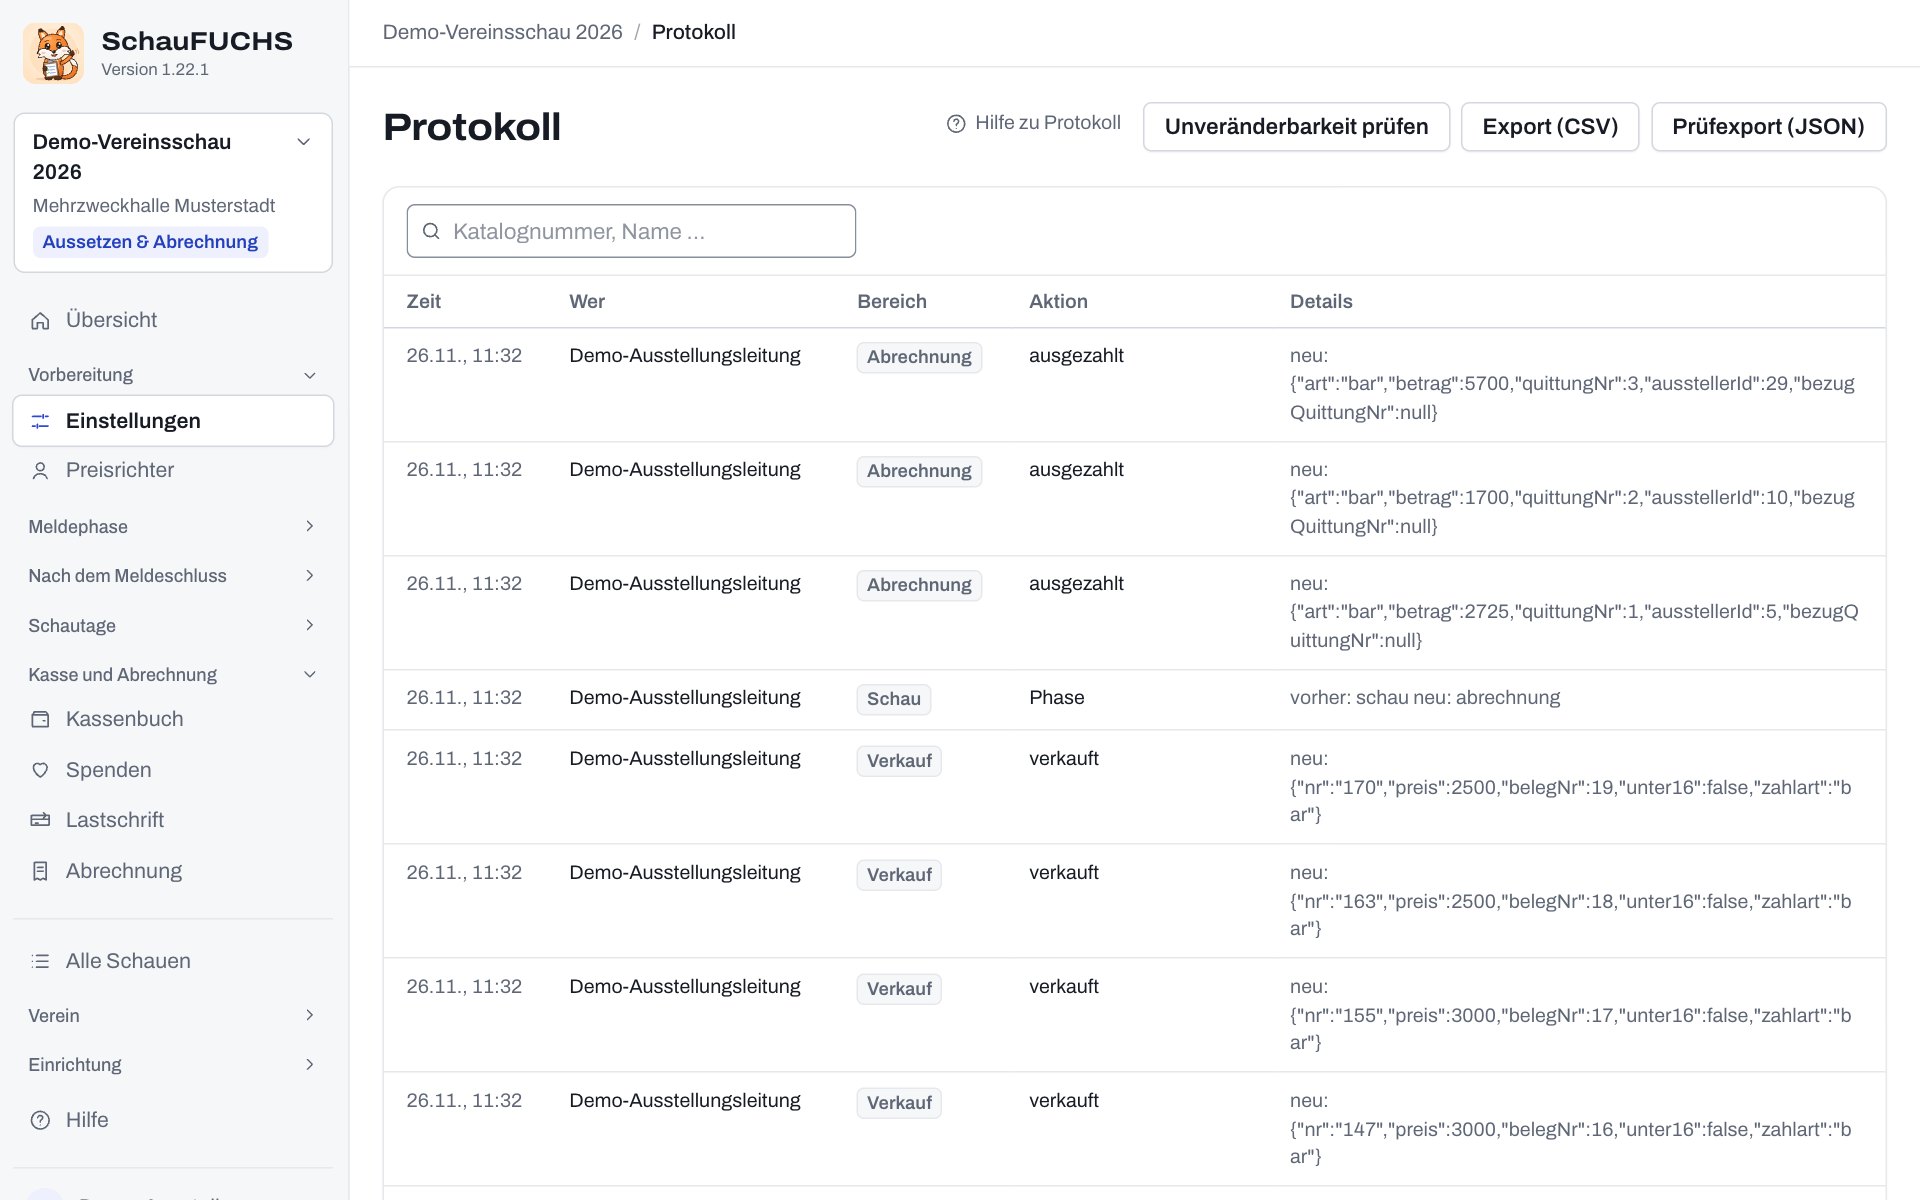 SchauFUCHS
Version 1.22.1
Demo-Vereinsschau
2026
Mehrzweckhalle Musterstadt
Aussetzen & Abrechnung
Übersicht
Vorbereitung
Einstellungen
Preisrichter
Meldephase
Nach dem Meldeschluss
Schautage
Kasse und Abrechnung
Kassenbuch
Spenden
Lastschrift
Abrechnung
Alle Schauen
Verein
Einrichtung
Hilfe
Demo-Vereinsschau 2026 / Protokoll
Protokoll
Hilfe zu Protokoll
Unveränderbarkeit prüfen
Export (CSV)
Prüfexport (JSON)
Katalognummer, Name ...
Zeit Wer Bereich Aktion Details
26.11., 11:32 Demo-Ausstellungsleitung Abrechnung ausgezahlt neu:
{"art":"bar","betrag":5700,"quittungNr":3,"ausstellerId":29,"bezug
QuittungNr":null}
26.11., 11:32 Demo-Ausstellungsleitung Abrechnung ausgezahlt neu:
{"art":"bar","betrag":1700,"quittungNr":2,"ausstellerId":10,"bezug
QuittungNr":null}
26.11., 11:32 Demo-Ausstellungsleitung Abrechnung ausgezahlt neu:
{"art":"bar","betrag":2725,"quittungNr":1,"ausstellerId":5,"bezugQ
uittungNr":null}
26.11., 11:32 Demo-Ausstellungsleitung Schau Phase vorher: schau neu: abrechnung
26.11., 11:32 Demo-Ausstellungsleitung Verkauf verkauft neu:
{"nr":"170","preis":2500,"belegNr":19,"unter16":false,"zahlart":"b
ar"}
26.11., 11:32 Demo-Ausstellungsleitung Verkauf verkauft neu:
{"nr":"163","preis":2500,"belegNr":18,"unter16":false,"zahlart":"b
ar"}
26.11., 11:32 Demo-Ausstellungsleitung Verkauf verkauft neu:
{"nr":"155","preis":3000,"belegNr":17,"unter16":false,"zahlart":"b
ar"}
26.11., 11:32 Demo-Ausstellungsleitung Verkauf verkauft neu:
{"nr":"147","preis":3000,"belegNr":16,"unter16":false,"zahlart":"b
ar"}